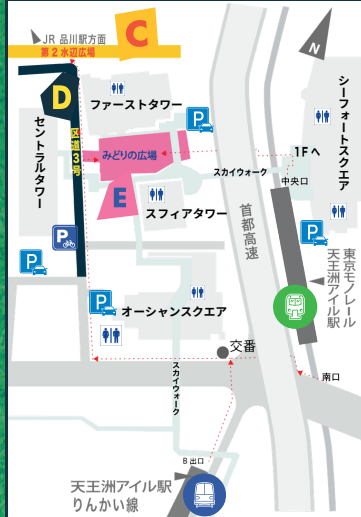 JR 品川駅方面
C
第2水辺広場
N
D
ファーストタワー
P
シーフォートスクエア
セントラルタワー
区道3号
みどりの広場
1Fへ
スカイウォーク
中央口
E
スフィアタワー
首都高速
P
P
P
東京モノレール
天王洲アイル駅
P
オーシャンスクエア
交番
スカイウォーク
南口
B出口
天王洲アイル駅
りんかい線